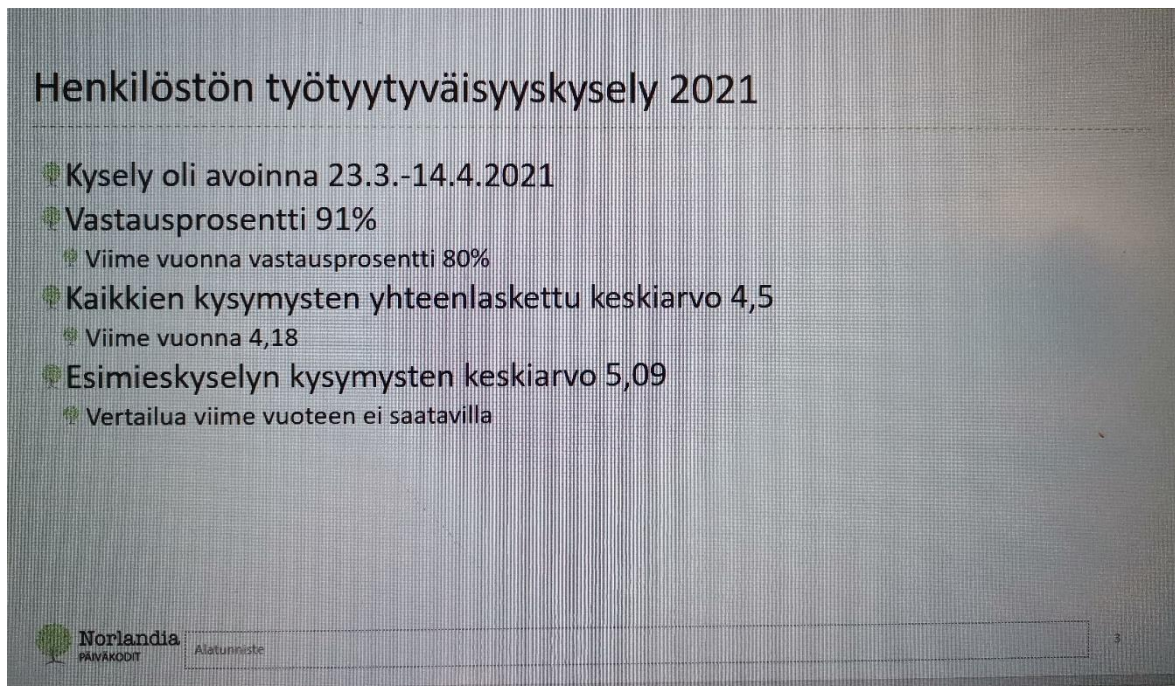 Henkilöstön työtyytyväisyyskysely 2021
Kysely oli avoinna 23.3.-14.4.2021
Vastausprosentti 91%
Viime vuonna vastausprosentti 80%
Kaikkien kysymysten yhteenlaskettu keskiarvo 4,5
Viime vuonna 4,18
Esimieskyselyn kysymysten keskiarvo 5,09
Vertailua viime vuoteen ei saatavilla
Norlandia
PÄIVÄKODIT
Alatunniste
3